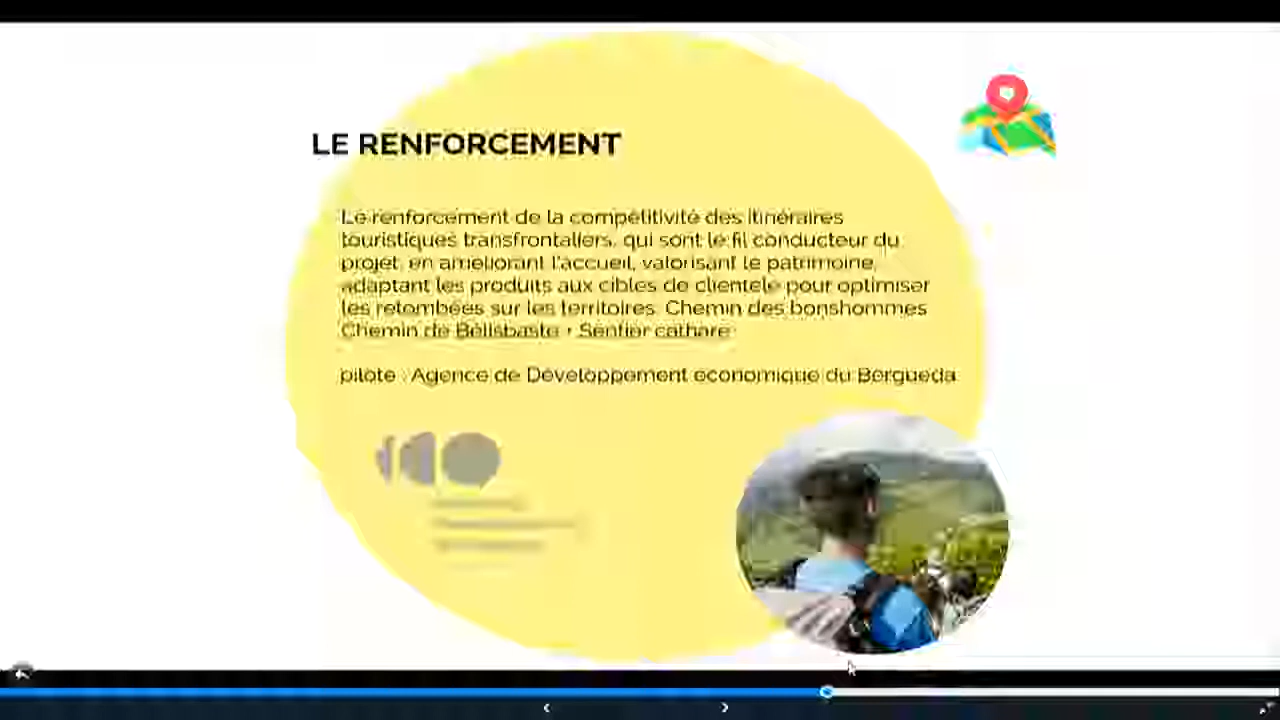 LE RENFORCEMENT
Le renforcement de la compétitivité des itinéraires
touristiques transfrontaliers, qui sont le fil conducteur du
projet, en améliorant l'accueil, valorisant le patrimoine,
adaptant les produits aux cibles de clientèle pour optimiser
les retombées sur les territoires. Chemin des bonshommes
Chemin de Bélisbaste • Sentier cathare
pilote : Agence de Développement économique du Bergueda